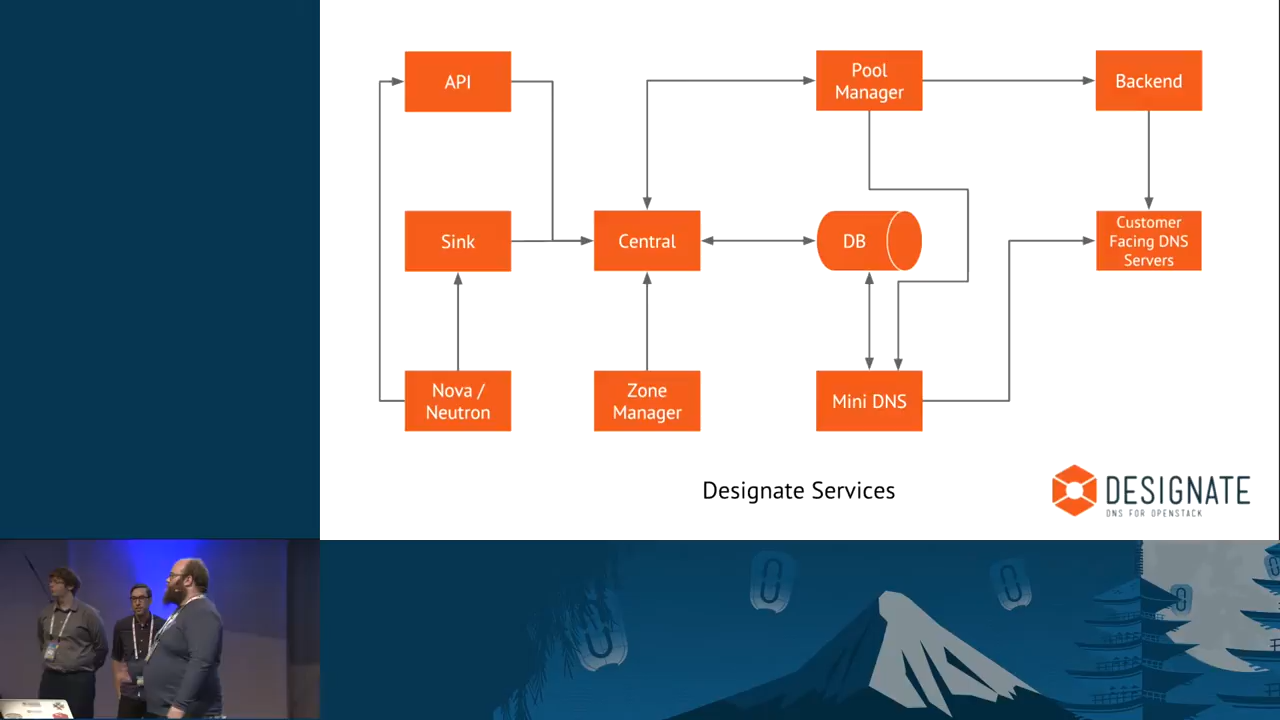 API
Pool
Manager
Backend
Sink
Central
DB
Customer
Facing DNS
Servers
Nova /
Neutron
Zone
Manager
Mini DNS
Designate Services
DESIGNATE
DNS FOR OPENSTACK